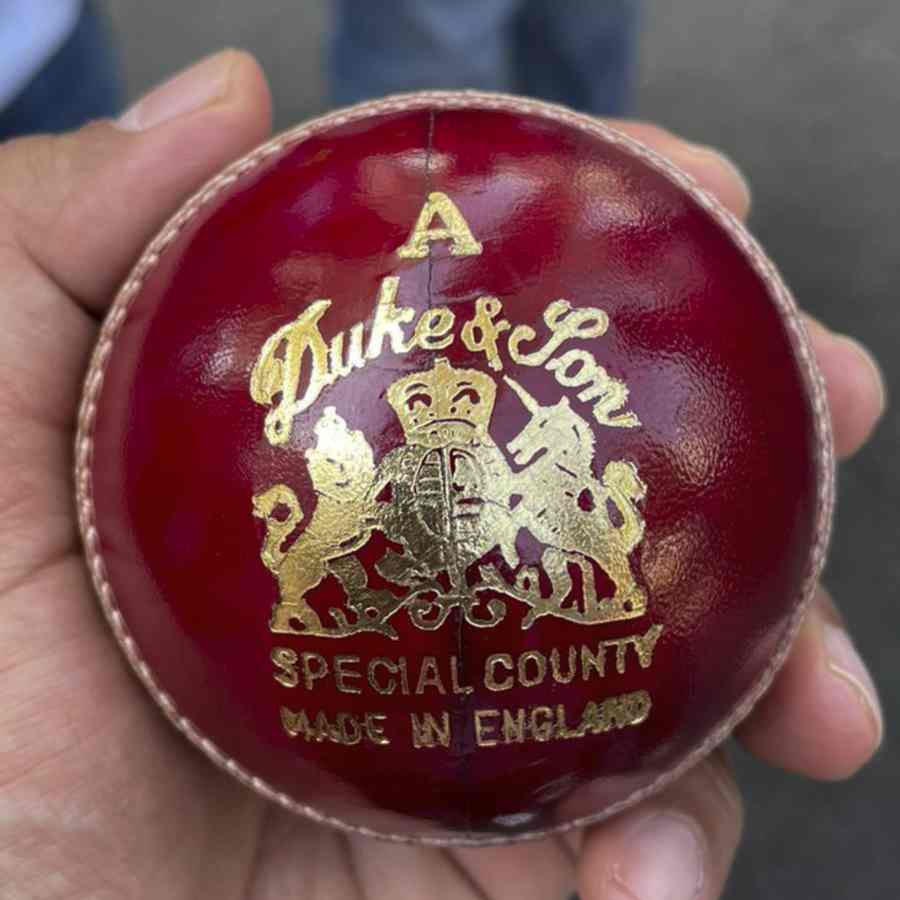 A
Duke & Son
SPECIAL COUNTY
MADE IN ENGLAND